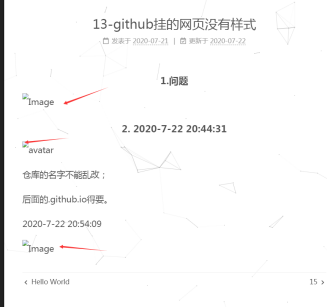 13-github挂的网页没有样式
发表于 2020-07-21 | 更新于 2020-07-22
1.问题
Image
2. 2020-7-22 20:44:31
avatar
仓库的名字不能乱改；
后面的.github.io得要。
2020-7-22 20:54:09
Image
Hello World
15